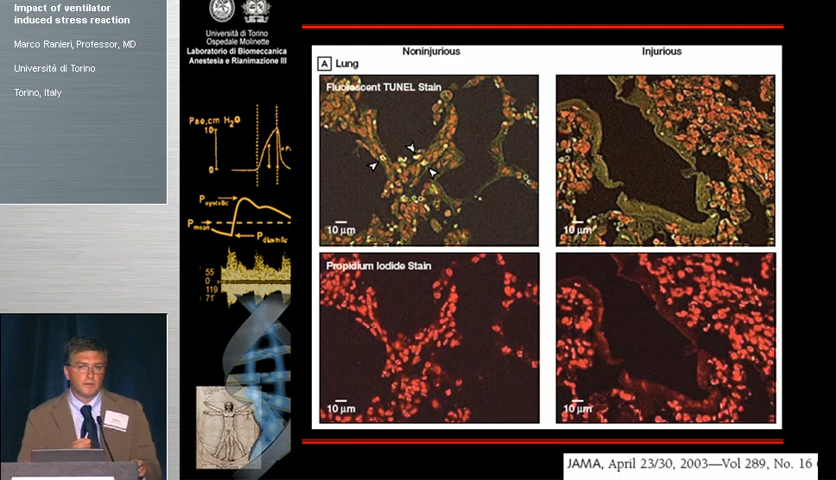 Impact of ventilator
induced stress reaction
Marco Ranieri, Professor, MD
Università di Torino
Torino, Italy
Università di Torino
Ospedale Molinette
Laboratorio di Biomeccanica
Anestesia e Rianimazione III
Pao,cm H₂O
10
0
Psystolic
Pmean
Pdiastolic
55
0
119
71
Noninjurious
Injurious
A Lung
Fluorescent TUNEL Stain
10 μm
10 μm
Propidium Iodide Stain
10 μm
10 μm
JAMA, April 23/30, 2003—Vol 289, No. 16